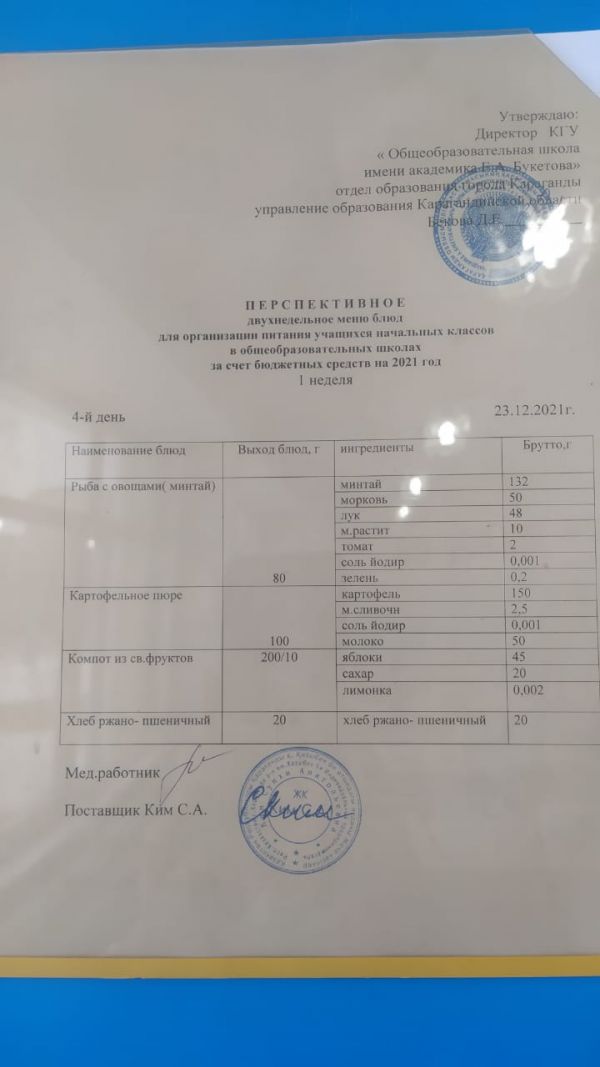 Утверждаю:
Директор КГУ
« Общеобразовательная школа
имени академика Е.А. Букетова»
отдел образования города Караганды
управление образования Карагандинской области
Бекова Д.Е.
П Е Р С П Е К Т И В Н О Е
двухнедельное меню блюд
для организации питания учащихся начальных классов
в общеобразовательных школах
за счет бюджетных средств на 2021 год
1 неделя
4-й день 23.12.2021г.
Наименование блюд Выход блюд, г ингредиенты Брутто,г
Рыба с овощами( минтай) минтай 132
морковь 50
лук 48
м.растит 10
томат 2
соль йодир 0,001
80 зелень 0,2
Картофельное пюре картофель 150
м.сливочн 2,5
соль йодир 0,001
100 молоко 50
Компот из св.фруктов 200/10 яблоки 45
сахар 20
лимонка 0,002
Хлеб ржано- пшеничный 20 хлеб ржано- пшеничный 20
Мед.работник
Поставщик Ким С.А.
ЖК